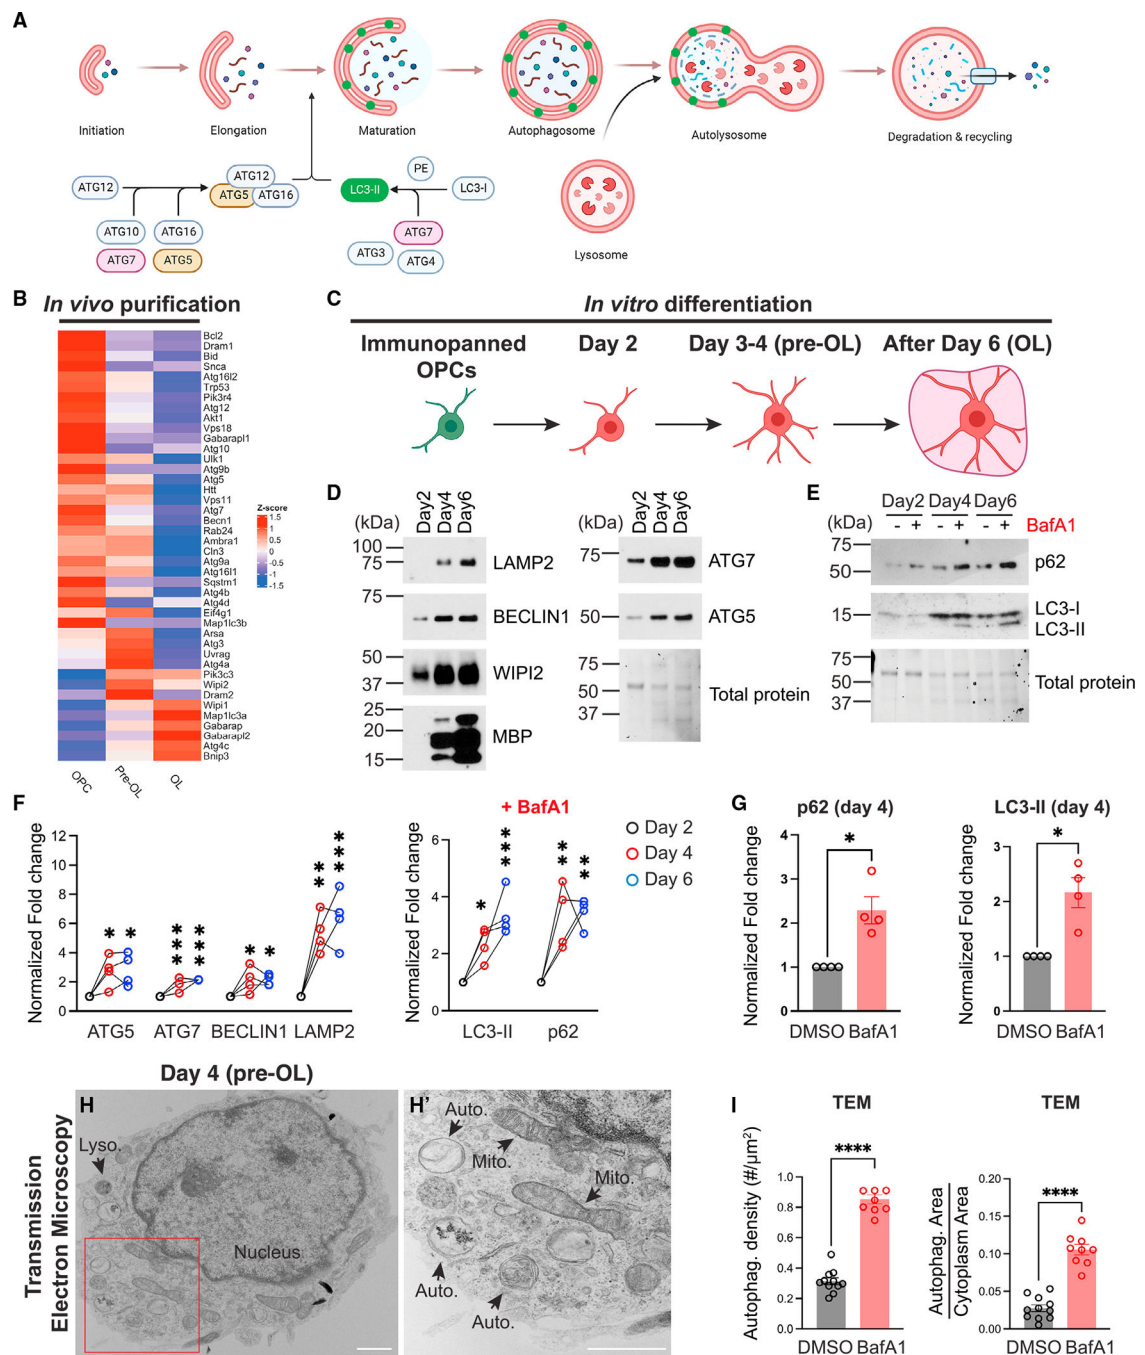 A
Initiation
Elongation
Maturation
Autophagosome
Autolysosome
Degradation & recycling
ATG12
ATG10
ATG7
ATG16
ATG5
ATG12
ATG5
ATG16
LC3-II
PE
LC3-I
ATG7
ATG3
ATG4
Lysosome
B
In vivo purification
Bcl2
Dram1
Bid
Snca
Atg16l2
Trp53
Pik3r4
Atg12
Akt1
Vps18
Gabarapl1
Atg10
Ulk1
Atg9b
Atg5
Htt
Vps11
Atg7
Becn1
Rab24
Ambra1
Cln3
Atg9a
Atg16l1
Sqstm1
Atg4b
Atg4d
Eif4g1
Map1lc3b
Arsa
Atg3
Uvrag
Atg4a
Pik3c3
Wipi2
Dram2
Wipi1
Map1lc3a
Gabarap
Gabarapl2
Atg4c
Bnip3
OPC
Pre-OL
OL
Z-score
1.5
1
0.5
0
-0.5
-1
-1.5
C
In vitro differentiation
Immunopanned
OPCs
Day 2
Day 3-4 (pre-OL)
After Day 6 (OL)
D
(kDa)
Day2
Day4
Day6
100
75
LAMP2
75
BECLIN1
50
37
WIPI2
25
20
15
MBP
(kDa)
Day2
Day4
Day6
75
ATG7
50
ATG5
75
50
37
Total protein
E
Day2 Day4 Day6
(kDa)
- + - + - + BafA1
75
50
p62
15
LC3-I
LC3-II
75
50
37
Total protein
F
Normalized Fold change
12
10
8
6
4
2
0
* *
*** ***
* *
** ***
ATG5 ATG7 BECLIN1 LAMP2
+ BafA1
Normalized Fold change
6
4
2
0
* ***
** **
LC3-II p62
Day 2
Day 4
Day 6
G
p62 (day 4)
Normalized Fold change
4
3
2
1
0
*
DMSO BafA1
LC3-II (day 4)
Normalized Fold change
3
2
1
0
*
DMSO BafA1
Day 4 (pre-OL)
Transmission
Electron Microscopy
H
Lyso.
Nucleus
H'
Auto.
Mito.
Mito.
Auto.
Auto.
I
TEM
Autophag. density (#/µm²)
1.0
0.8
0.6
0.4
0.2
0.0
****
DMSO BafA1
TEM
Autophag. Area
Cytoplasm Area
0.20
0.15
0.10
0.05
0.00
****
DMSO BafA1